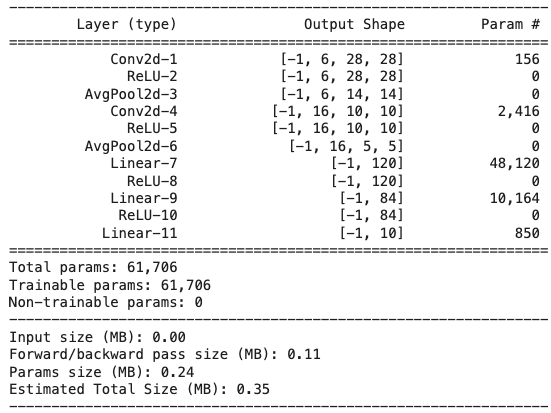 ----------------------------------------------------------------
Layer (type) Output Shape Param #
================================================================
Conv2d-1 [-1, 6, 28, 28] 156
ReLU-2 [-1, 6, 28, 28] 0
AvgPool2d-3 [-1, 6, 14, 14] 0
Conv2d-4 [-1, 16, 10, 10] 2,416
ReLU-5 [-1, 16, 10, 10] 0
AvgPool2d-6 [-1, 16, 5, 5] 0
Linear-7 [-1, 120] 48,120
ReLU-8 [-1, 120] 0
Linear-9 [-1, 84] 10,164
ReLU-10 [-1, 84] 0
Linear-11 [-1, 10] 850
================================================================
Total params: 61,706
Trainable params: 61,706
Non-trainable params: 0
----------------------------------------------------------------
Input size (MB): 0.00
Forward/backward pass size (MB): 0.11
Params size (MB): 0.24
Estimated Total Size (MB): 0.35
----------------------------------------------------------------